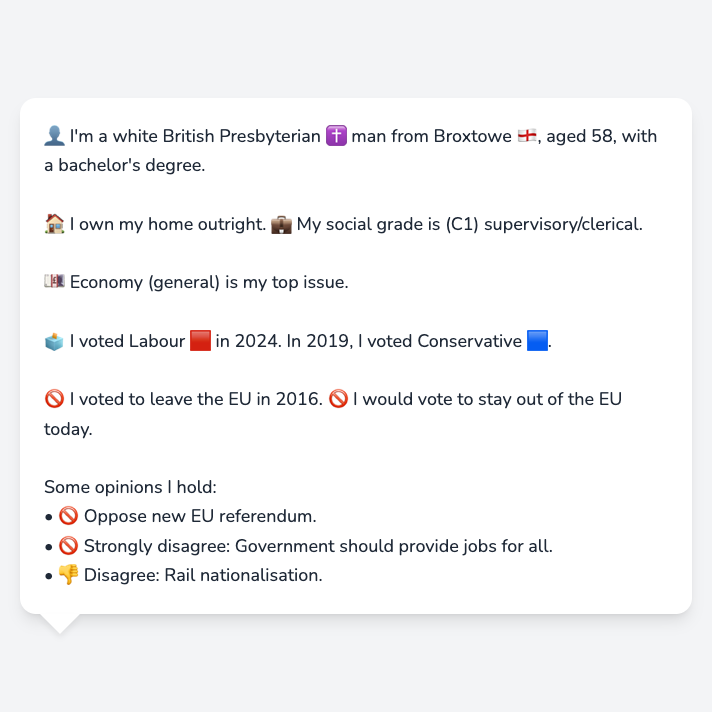 👤 I'm a white British Presbyterian ✝️ man from Broxtowe 🏴󠁧󠁢󠁥󠁮󠁧󠁿, aged 58, with
a bachelor's degree.
🏠 I own my home outright. 💼 My social grade is (C1) supervisory/clerical.
💷 Economy (general) is my top issue.
🗳️ I voted Labour 🟥 in 2024. In 2019, I voted Conservative 🟦.
🚫 I voted to leave the EU in 2016. 🚫 I would vote to stay out of the EU
today.
Some opinions I hold:
• 🚫 Oppose new EU referendum.
• 🚫 Strongly disagree: Government should provide jobs for all.
• 👎 Disagree: Rail nationalisation.